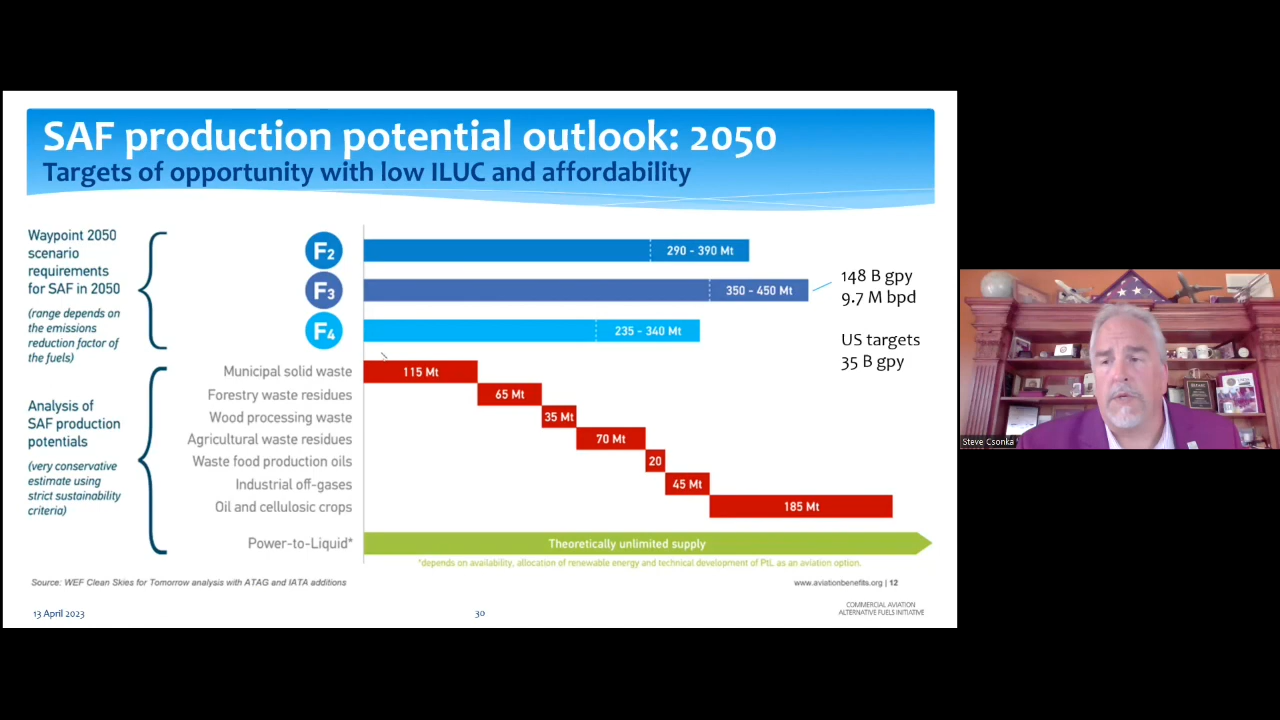 SAF production potential outlook: 2050
Targets of opportunity with low ILUC and affordability
Waypoint 2050
scenario
requirements
for SAF in 2050
(range depends on
the emissions
reduction factor of
the fuels)
F2
290 - 390 Mt
F3
350 - 450 Mt
F4
235 - 340 Mt
148 B gpy
9.7 M bpd
US targets
35 B gpy
Analysis of
SAF production
potentials
(very conservative
estimate using
strict sustainability
criteria)
Municipal solid waste
115 Mt
Forestry waste residues
65 Mt
Wood processing waste
35 Mt
Agricultural waste residues
70 Mt
Waste food production oils
20
Industrial off-gases
45 Mt
Oil and cellulosic crops
185 Mt
Power-to-Liquid*
Theoretically unlimited supply
*depends on availability, allocation of renewable energy and technical development of PtL as an aviation option.
Source: WEF Clean Skies for Tomorrow analysis with ATAG and IATA additions
www.aviationbenefits.org | 12
13 April 2023
30
COMMERCIAL AVIATION
ALTERNATIVE FUELS INITIATIVE
Steve Csonka